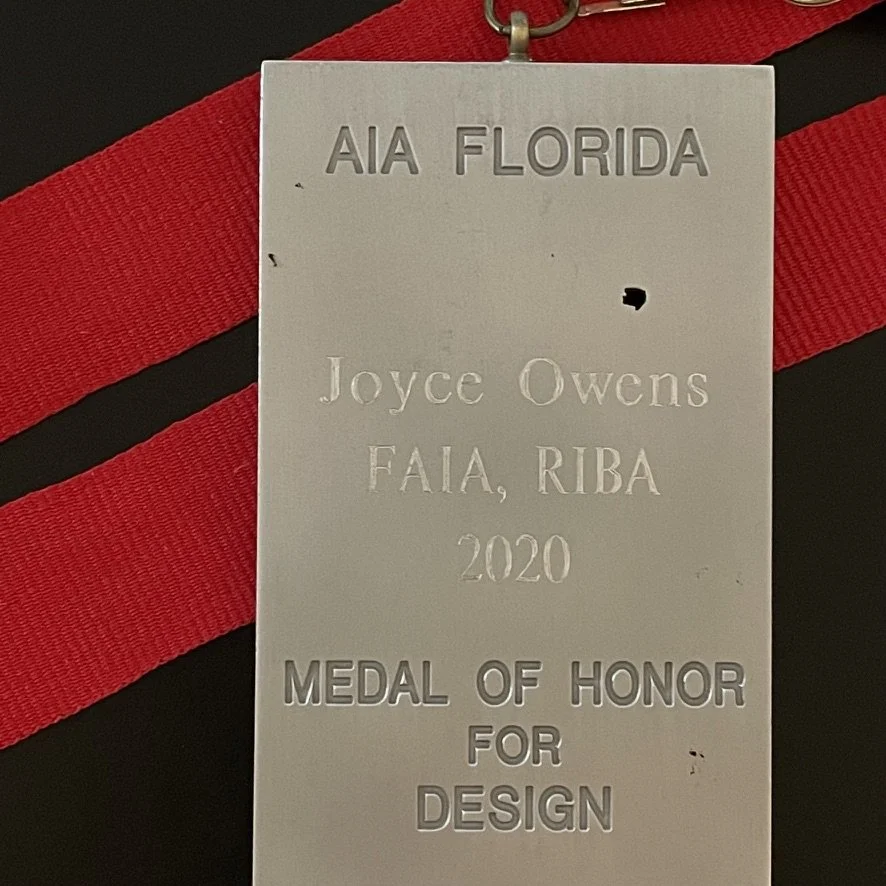 AIA FLORIDA
Joyce Owens
FAIA, RIBA
2020
MEDAL OF HONOR
FOR
DESIGN